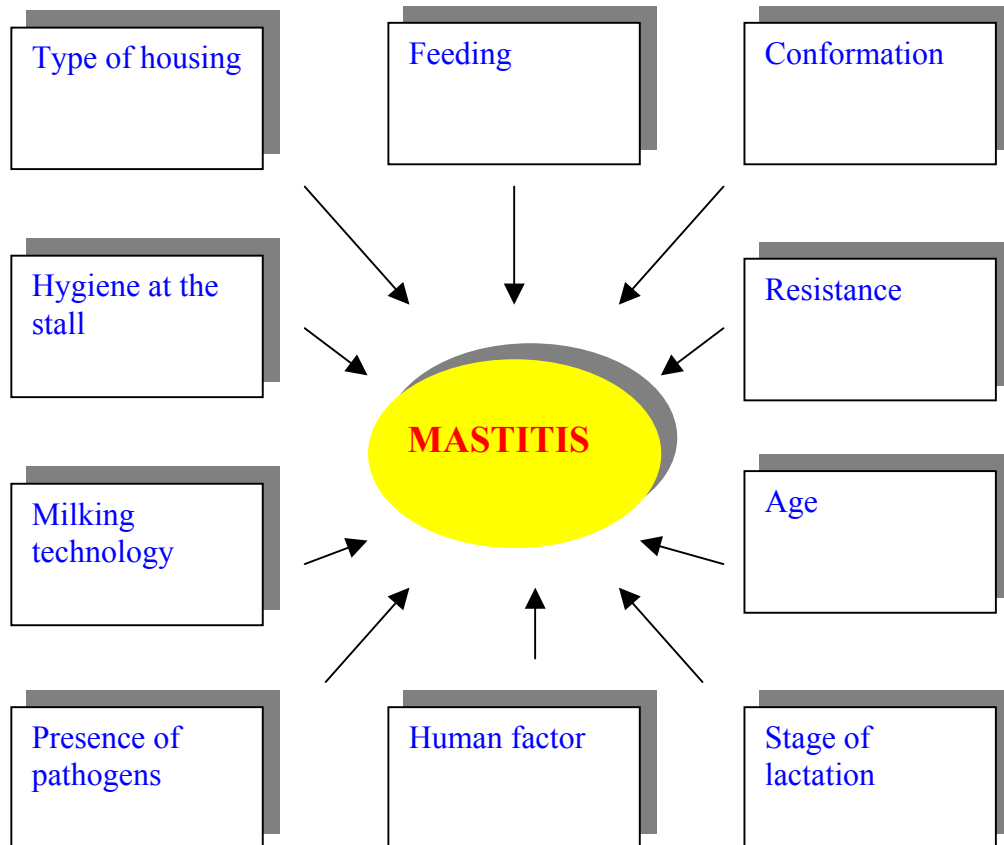 Type of housing
Feeding
Conformation
Hygiene at the
stall
Resistance
MASTITIS
Milking
technology
Age
Presence of
pathogens
Human factor
Stage of
lactation